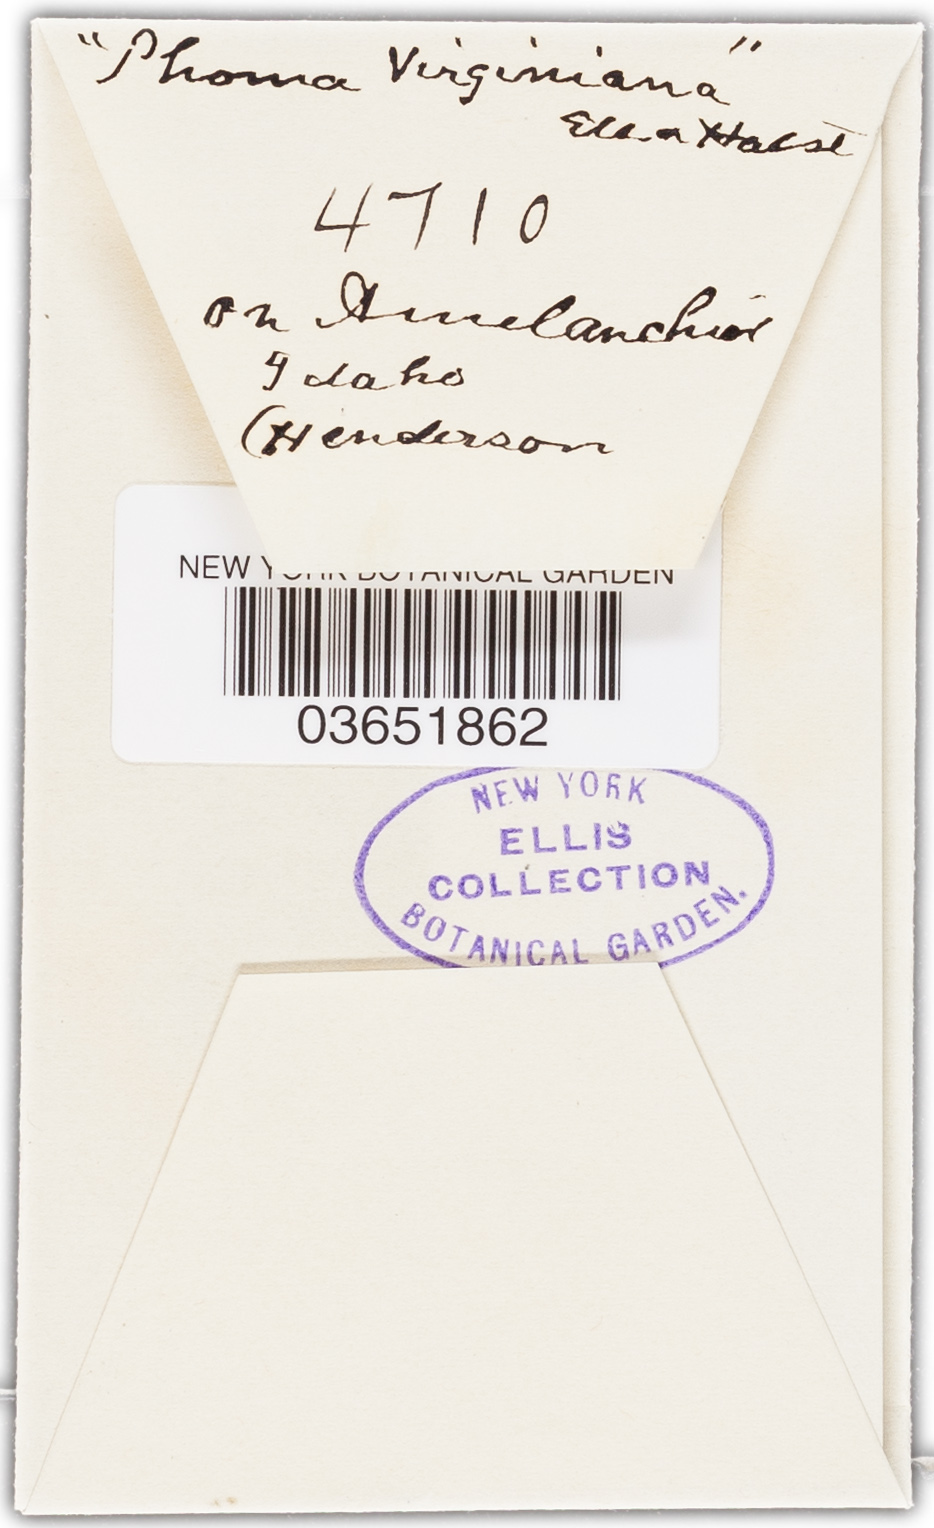 "Phoma Virginiana"
Ell. & Halst
4710
on Amelanchier
Idaho
(Henderson
NEW YORK BOTANICAL GARDEN
03651862
NEW YORK
ELLIS
COLLECTION
BOTANICAL GARDEN.